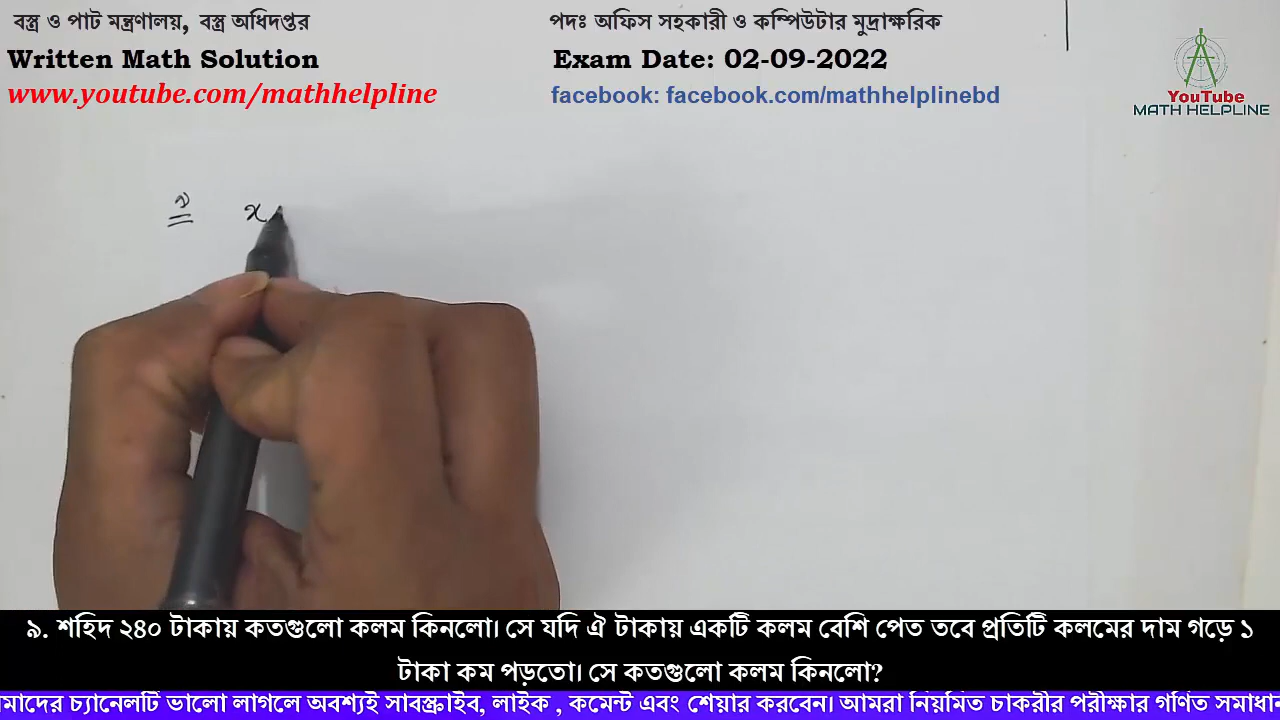 বস্ত্র ও পাট মন্ত্রণালয়, বস্ত্র অধিদপ্তর
পদঃ অফিস সহকারী ও কম্পিউটার মুদ্রাক্ষরিক
Written Math Solution
Exam Date: 02-09-2022
www.youtube.com/mathhelpline
facebook: facebook.com/mathhelplinebd
YouTube
MATH HELPLINE
৯
x
৯. শহিদ ২৪০ টাকায় কতগুলো কলম কিনলো। সে যদি ঐ টাকায় একটি কলম বেশি পেত তবে প্রতিটি কলমের দাম গড়ে ১
টাকা কম পড়তো। সে কতগুলো কলম কিনলো?
মাদের চ্যানেলটি ভালো লাগলে অবশ্যই সাবস্ক্রাইব, লাইক , কমেন্ট এবং শেয়ার করবেন। আমরা নিয়মিত চাকরীর পরীক্ষার গণিত সমাধান